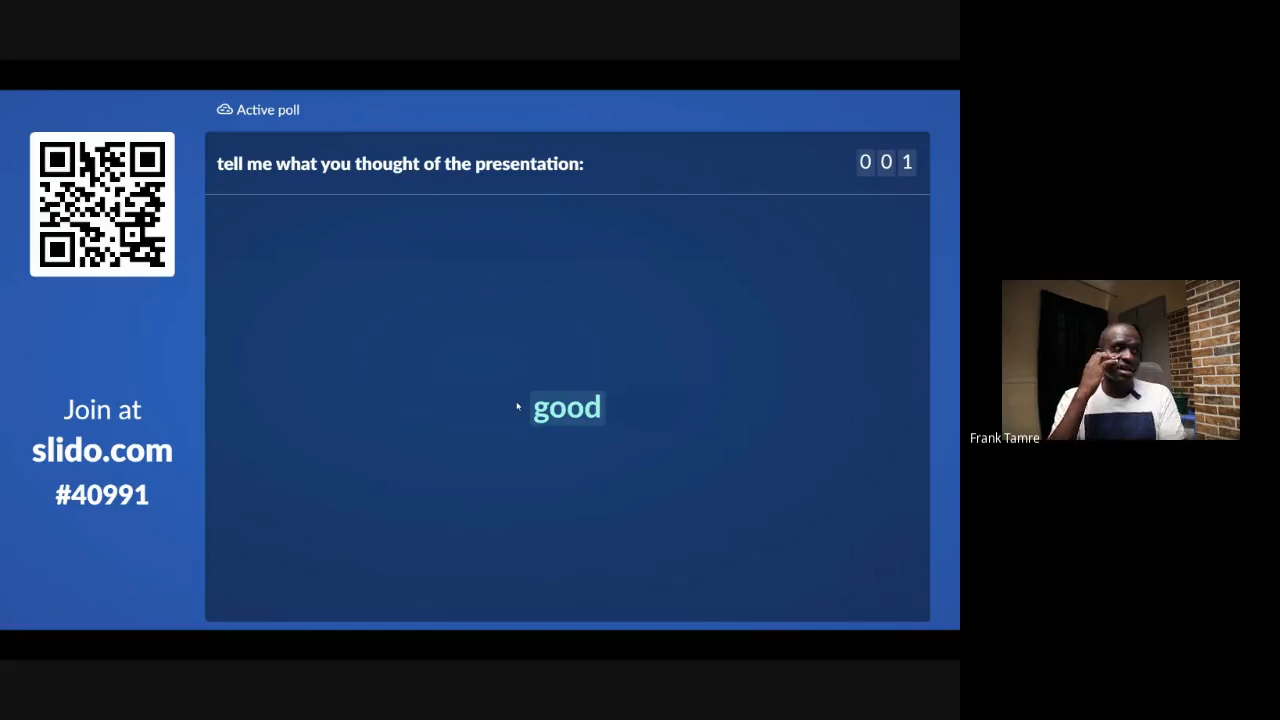 Active poll
tell me what you thought of the presentation:
0 0 1
good
Join at
slido.com
#40991
Frank Tamre